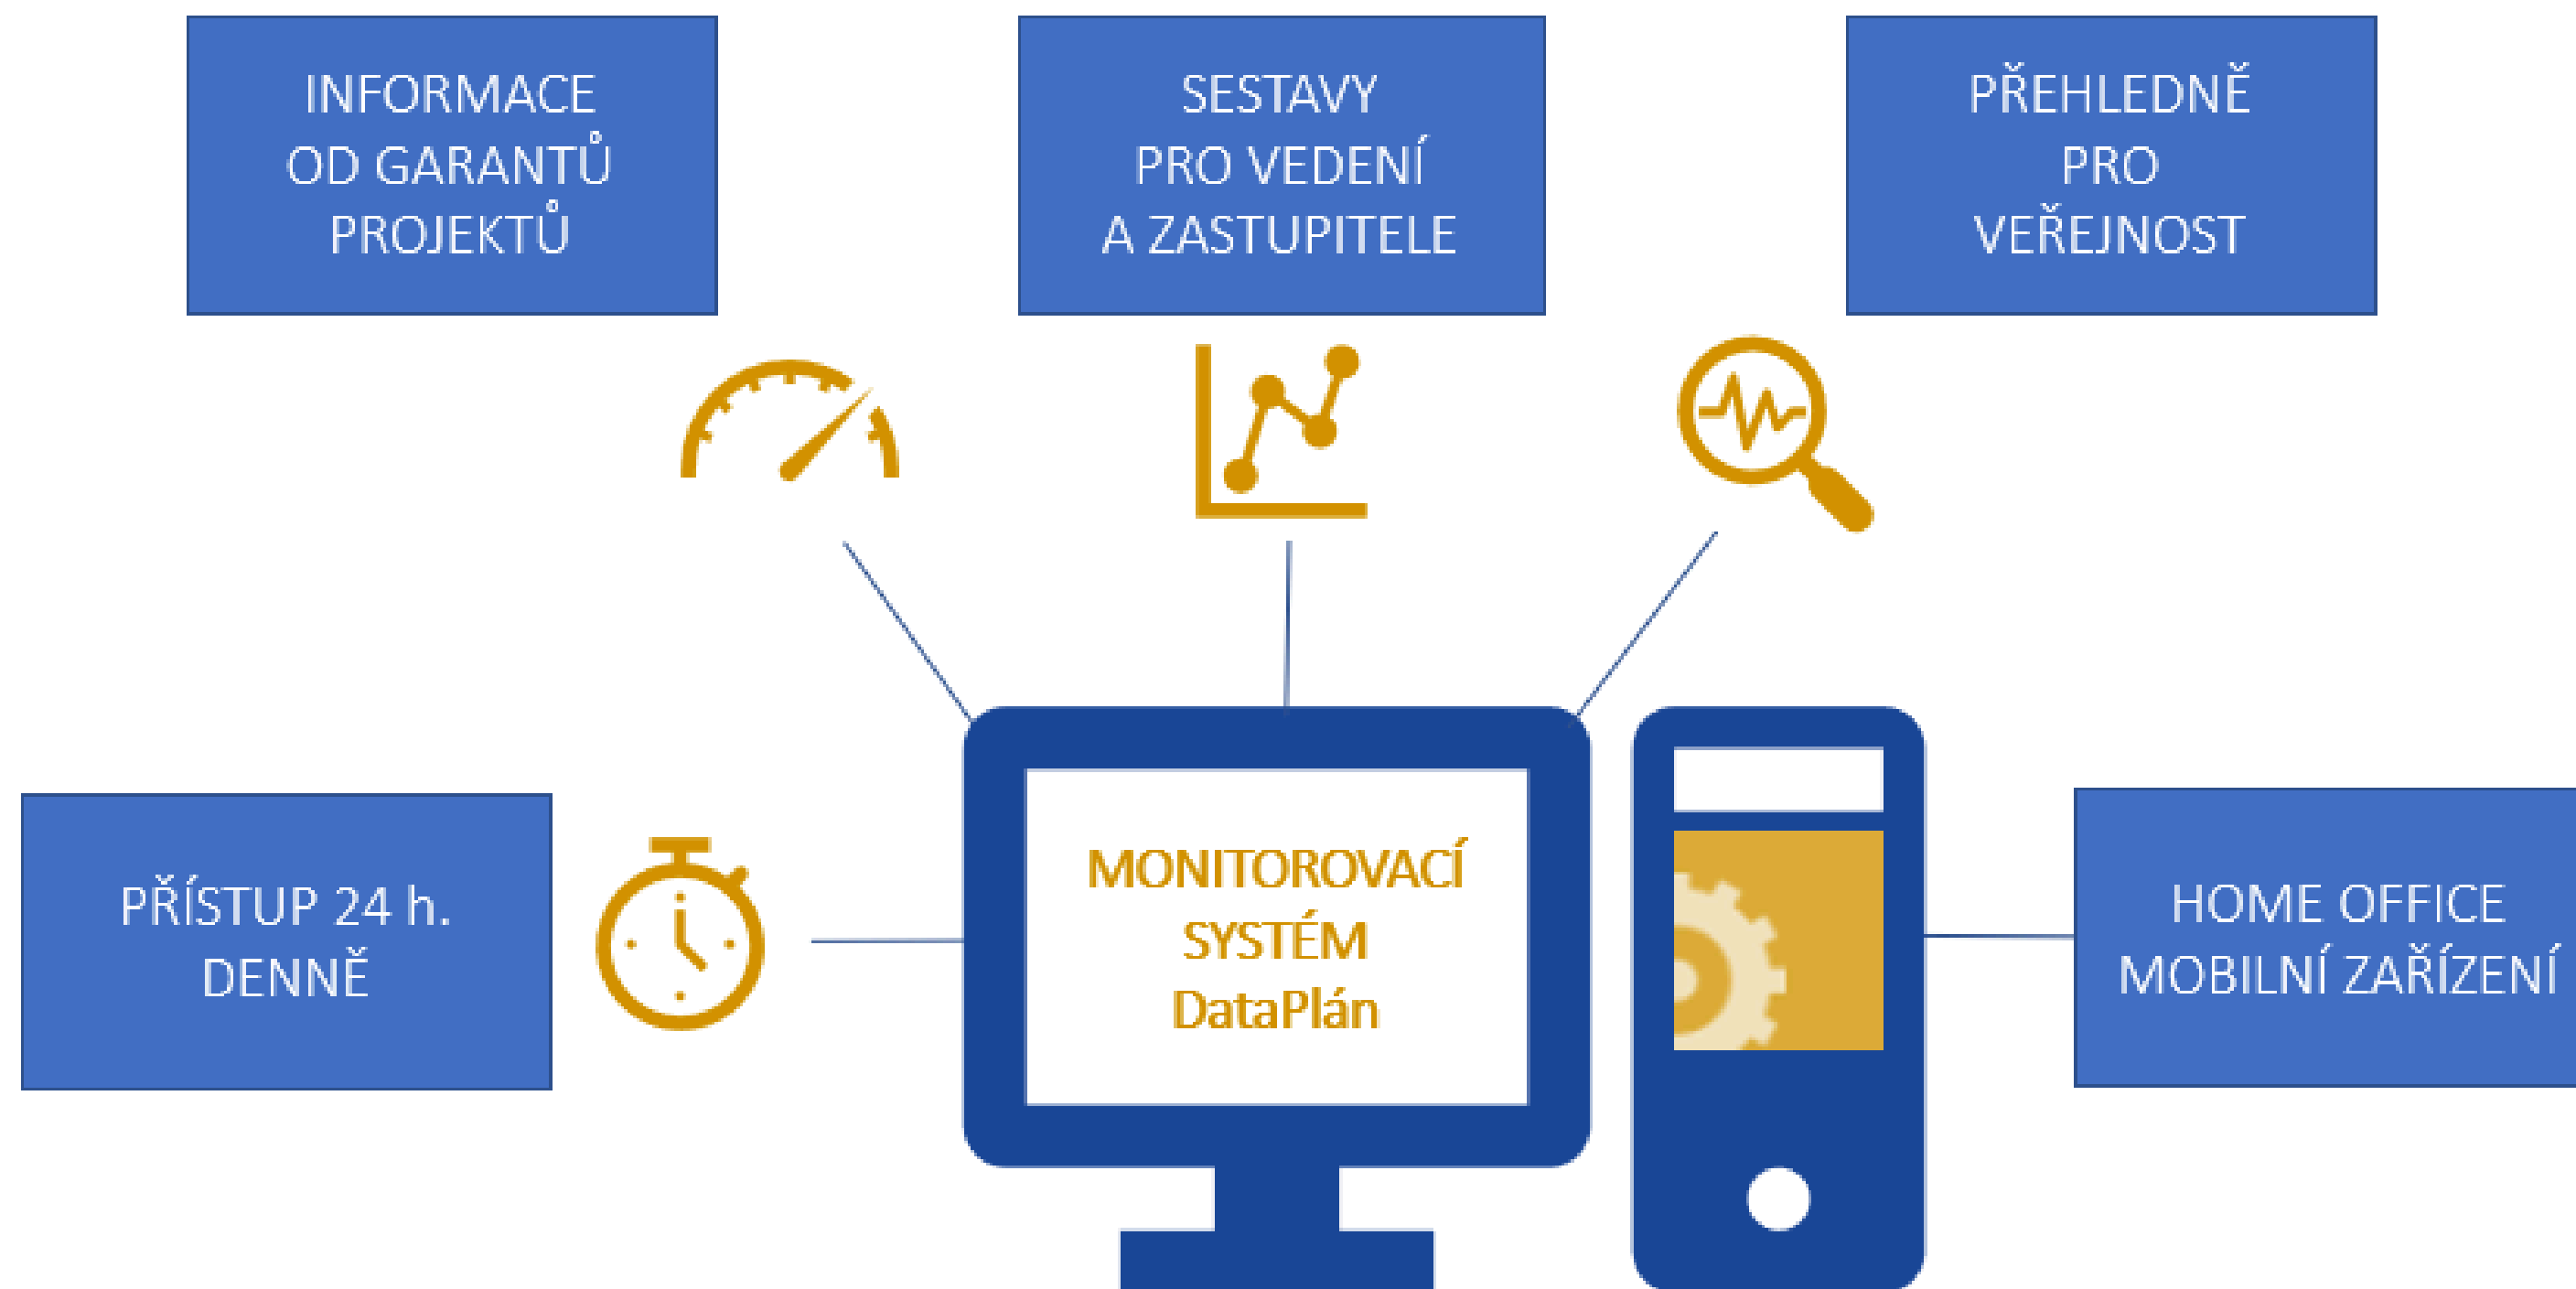 INFORMACE
OD GARANTŮ
PROJEKTŮ
SESTAVY
PRO VEDENÍ
A ZASTUPITELE
PŘEHLEDNĚ
PRO
VEŘEJNOST
PŘÍSTUP 24 h.
DENNĚ
MONITOROVACÍ
SYSTÉM
DataPlán
HOME OFFICE
MOBILNÍ ZAŘÍZENÍ